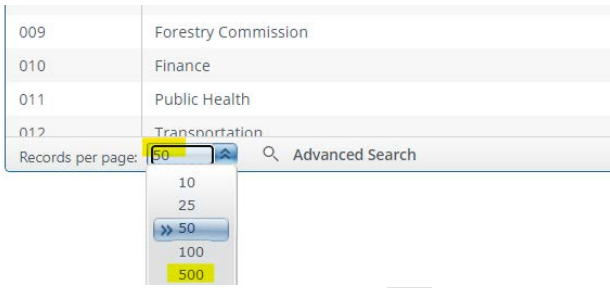 009 Forestry Commission
010 Finance
011 Public Health
012 Transportation
Records per page: 50 Advanced Search
10
25
50
100
500